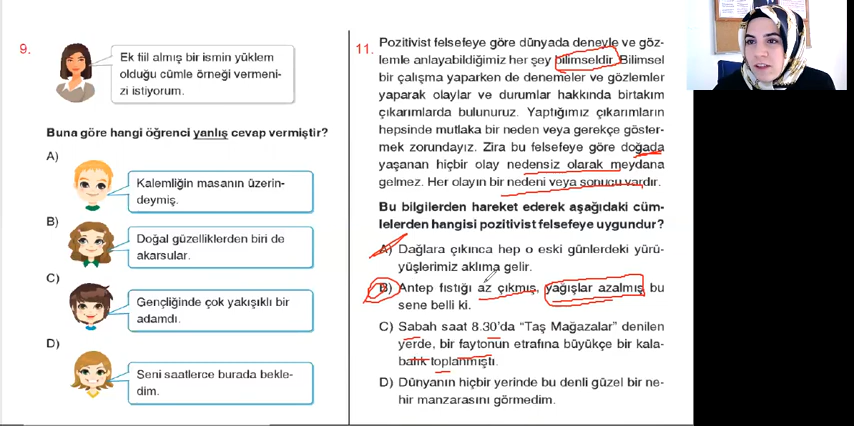 9.
Ek fiil almış bir ismin yüklem
olduğu cümle örneği vermeni-
zi istiyorum.
Buna göre hangi öğrenci yanlış cevap vermiştir?
A)
Kalemliğin masanın üzerin-
deymiş.
B)
Doğal güzelliklerden biri de
akarsular.
C)
Gençliğinde çok yakışıklı bir
adamdı.
D)
Seni saatlerce burada bekle-
dim.
11.
Pozitivist felsefeye göre dünyada deneyle ve göz-
lemle anlayabildiğimiz her şey bilimseldir. Bilimsel
bir çalışma yaparken de denemeler ve gözlemler
yaparak olaylar ve durumlar hakkında birtakım
çıkarımlarda bulunuruz. Yaptığımız çıkarımların
hepsinde mutlaka bir neden veya gerekçe göster-
mek zorundayız. Zira bu felsefeye göre doğada
yaşanan hiçbir olay nedensiz olarak meydana
gelmez. Her olayın bir nedeni veya sonucu vardır.
Bu bilgilerden hareket ederek aşağıdaki cüm-
lelerden hangisi pozitivist felsefeye uygundur?
A) Dağlara çıkınca hep o eski günlerdeki yürü-
yüşlerimiz aklıma gelir.
B) Antep fıstığı az çıkmış, yağışlar azalmış bu
sene belli ki.
C) Sabah saat 8.30'da "Taş Mağazalar" denilen
yerde, bir faytonun etrafına büyükçe bir kala-
balık toplanmıştı.
D) Dünyanın hiçbir yerinde bu denli güzel bir ne-
hir manzarasını görmedim.